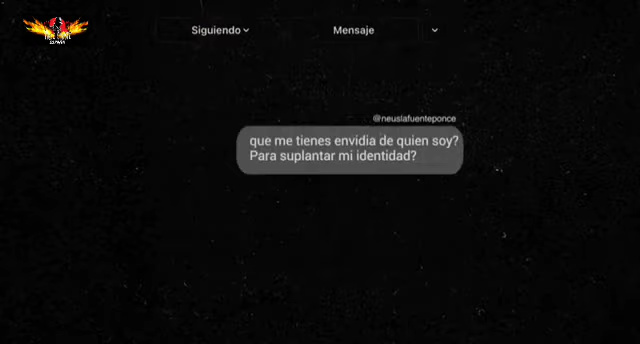 Siguiendo
Mensaje
@neuslafuenteponce
que me tienes envidia de quien soy?
Para suplantar mi identidad?